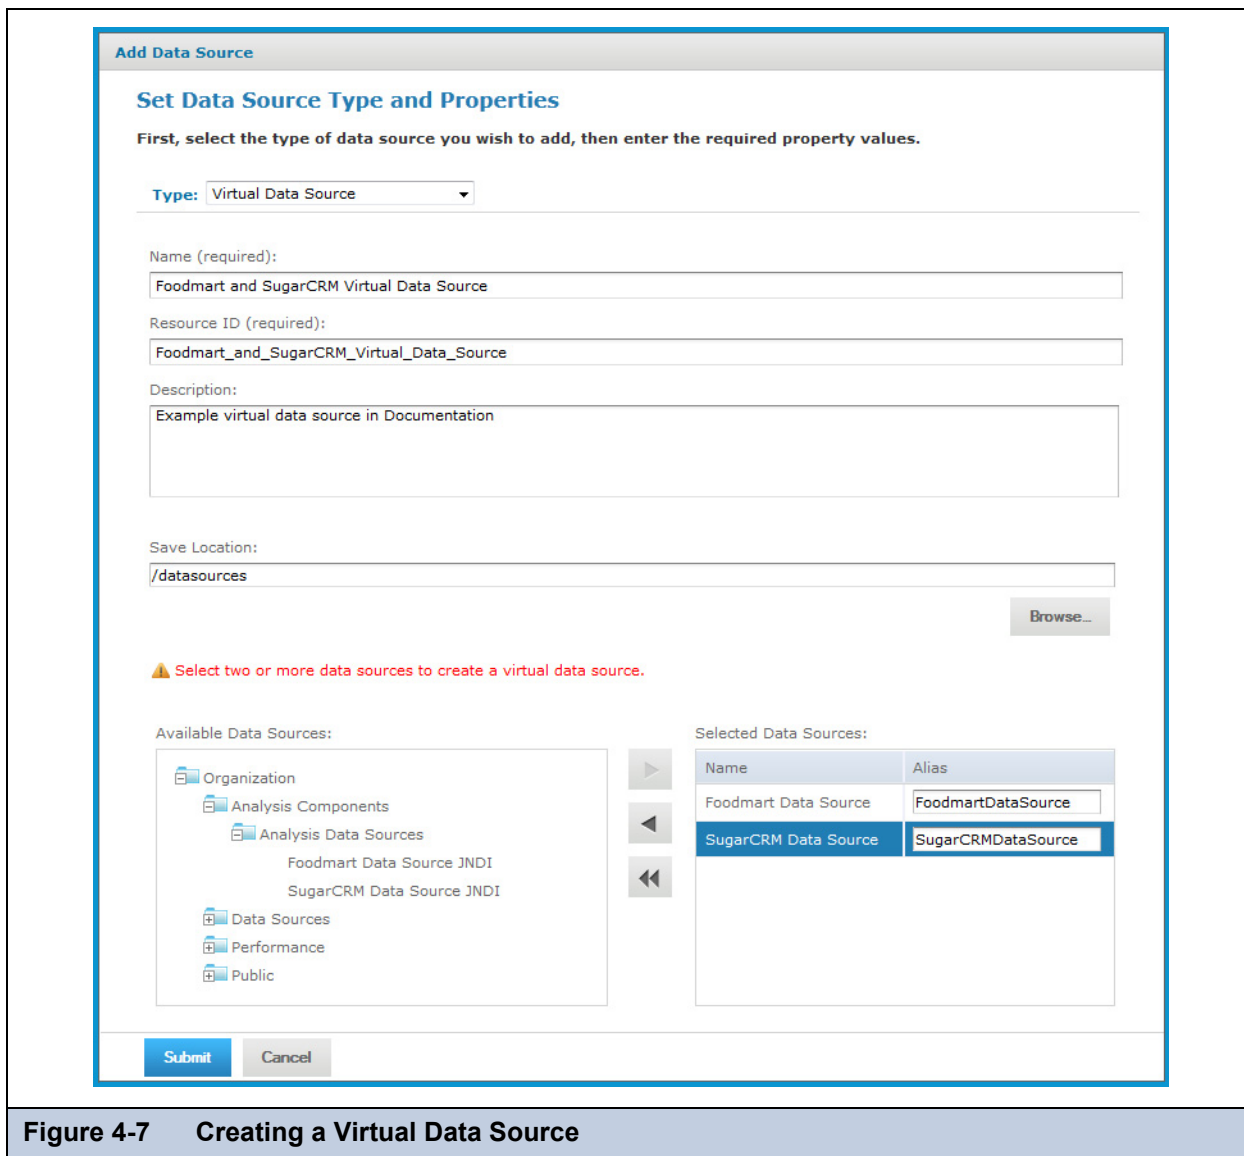 Add Data Source
Set Data Source Type and Properties
First, select the type of data source you wish to add, then enter the required property values.
Type: Virtual Data Source
Name (required):
Foodmart and SugarCRM Virtual Data Source
Resource ID (required):
Foodmart_and_SugarCRM_Virtual_Data_Source
Description:
Example virtual data source in Documentation
Save Location:
/datasources
Browse...
Select two or more data sources to create a virtual data source.
Available Data Sources:
Organization
Analysis Components
Analysis Data Sources
Foodmart Data Source JNDI
SugarCRM Data Source JNDI
Data Sources
Performance
Public
Selected Data Sources:
Name Alias
Foodmart Data Source FoodmartDataSource
SugarCRM Data Source SugarCRMDataSource
Submit Cancel
Figure 4-7 Creating a Virtual Data Source